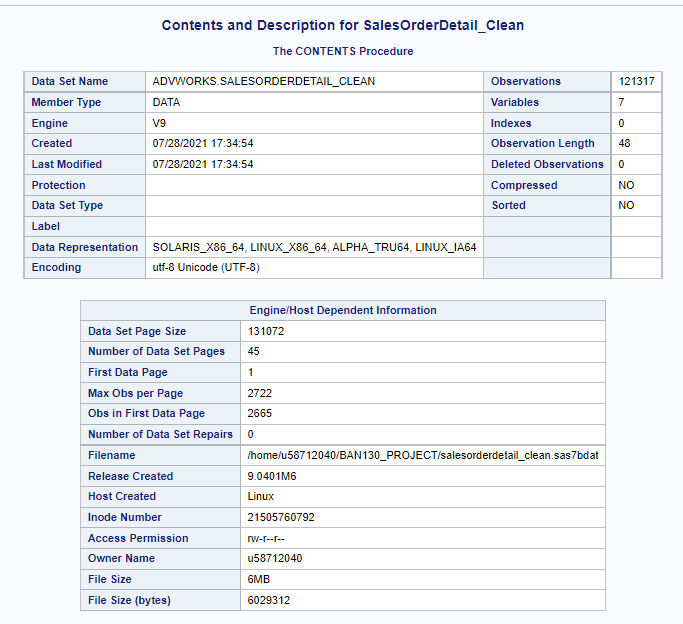 Contents and Description for SalesOrderDetail_Clean
The CONTENTS Procedure
Data Set Name ADVWORKS.SALESORDERDETAIL_CLEAN Observations 121317
Member Type DATA Variables 7
Engine V9 Indexes 0
Created 07/28/2021 17:34:54 Observation Length 48
Last Modified 07/28/2021 17:34:54 Deleted Observations 0
Protection Compressed NO
Data Set Type Sorted NO
Label
Data Representation SOLARIS_X86_64, LINUX_X86_64, ALPHA_TRU64, LINUX_IA64
Encoding utf-8 Unicode (UTF-8)
Engine/Host Dependent Information
Data Set Page Size 131072
Number of Data Set Pages 45
First Data Page 1
Max Obs per Page 2722
Obs in First Data Page 2665
Number of Data Set Repairs 0
Filename /home/u58712040/BAN130_PROJECT/salesorderdetail_clean.sas7bdat
Release Created 9.0401M6
Host Created Linux
Inode Number 21505760792
Access Permission rw-r--r--
Owner Name u58712040
File Size 6MB
File Size (bytes) 6029312